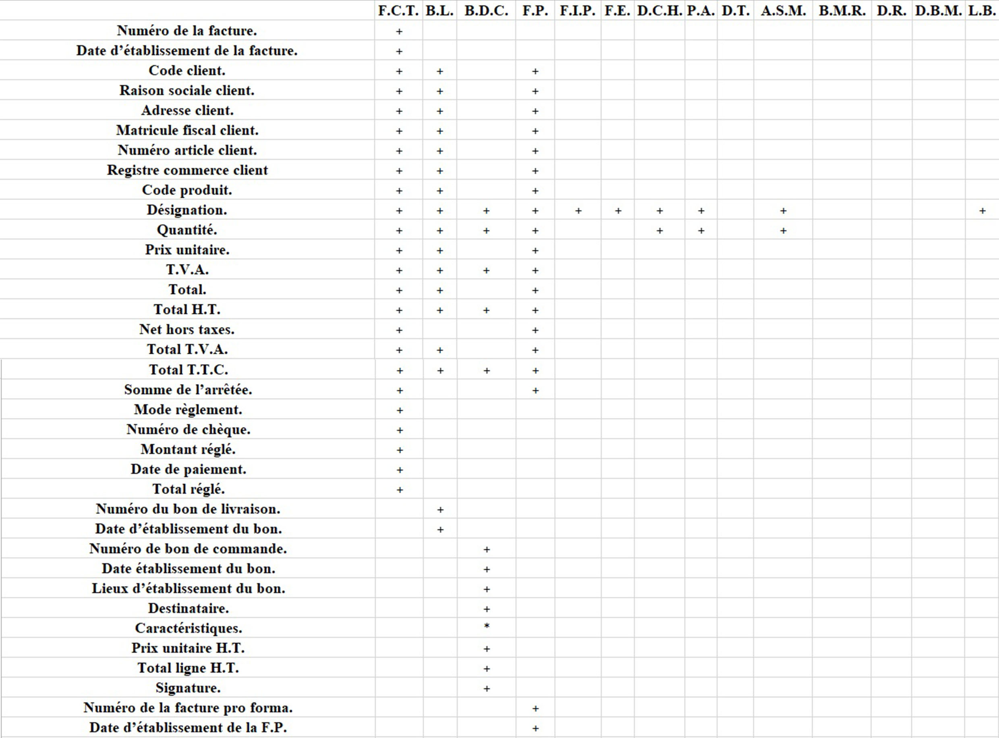 F.C.T. B.L. B.D.C. F.P. F.I.P. F.E. D.C.H. P.A. D.T. A.S.M. B.M.R. D.R. D.B.M. L.B.
Numéro de la facture. +
Date d’établissement de la facture. +
Code client. + + +
Raison sociale client. + + +
Adresse client. + + +
Matricule fiscal client. + + +
Numéro article client. + + +
Registre commerce client + + +
Code produit. + + +
Désignation. + + + + + + + + + +
Quantité. + + + + + + +
Prix unitaire. + + +
T.V.A. + + + +
Total. + + +
Total H.T. + + + +
Net hors taxes. + +
Total T.V.A. + + +
Total T.T.C. + + + +
Somme de l’arrêtée. + +
Mode règlement. +
Numéro de chèque. +
Montant réglé. +
Date de paiement. +
Total réglé. +
Numéro du bon de livraison. +
Date d’établissement du bon. +
Numéro de bon de commande. +
Date établissement du bon. +
Lieux d’établissement du bon. +
Destinataire. +
Caractéristiques. *
Prix unitaire H.T. +
Total ligne H.T. +
Signature. +
Numéro de la facture pro forma. +
Date d’établissement de la F.P. +